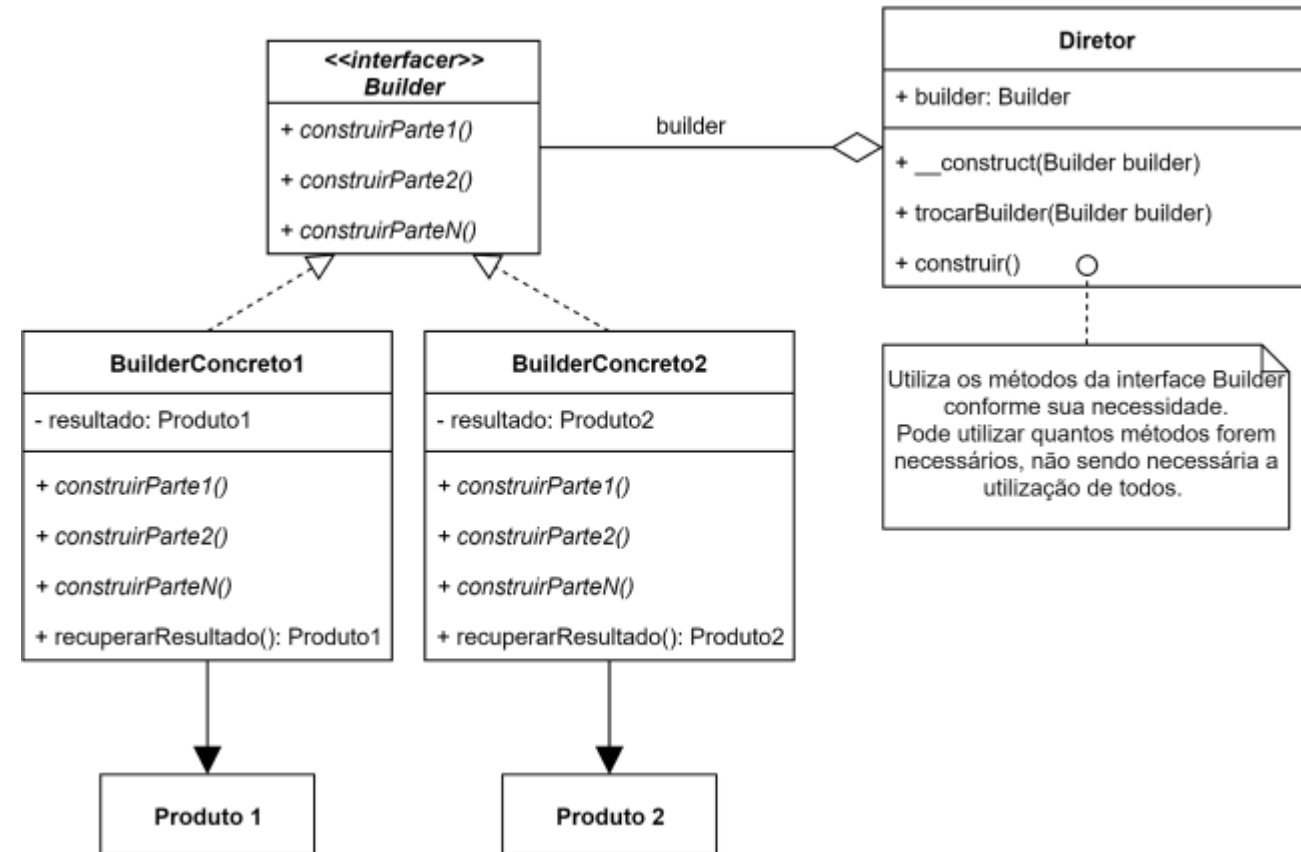 <<interfacer>>
Builder
+ construirParte1()
+ construirParte2()
+ construirParteN()
builder
Diretor
+ builder: Builder
+ __construct(Builder builder)
+ trocarBuilder(Builder builder)
+ construir()
Utiliza os métodos da interface Builder
conforme sua necessidade.
Pode utilizar quantos métodos forem
necessários, não sendo necessária a
utilização de todos.
BuilderConcreto1
- resultado: Produto1
+ construirParte1()
+ construirParte2()
+ construirParteN()
+ recuperarResultado(): Produto1
BuilderConcreto2
- resultado: Produto2
+ construirParte1()
+ construirParte2()
+ construirParteN()
+ recuperarResultado(): Produto2
Produto 1
Produto 2